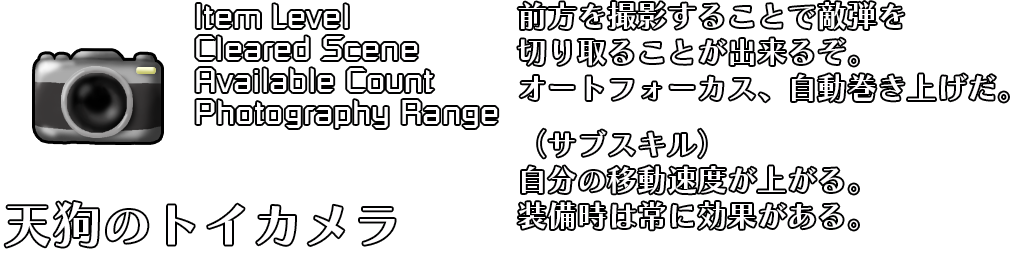 Item Level
Cleared Scene
Available Count
Photography Range
前方を撮影することで敵弾を
切り取ることが出来るぞ。
オートフォーカス、自動巻き上げだ。
（サブスキル）
自分の移動速度が上がる。
装備時は常に効果がある。
天狗のトイカメラ